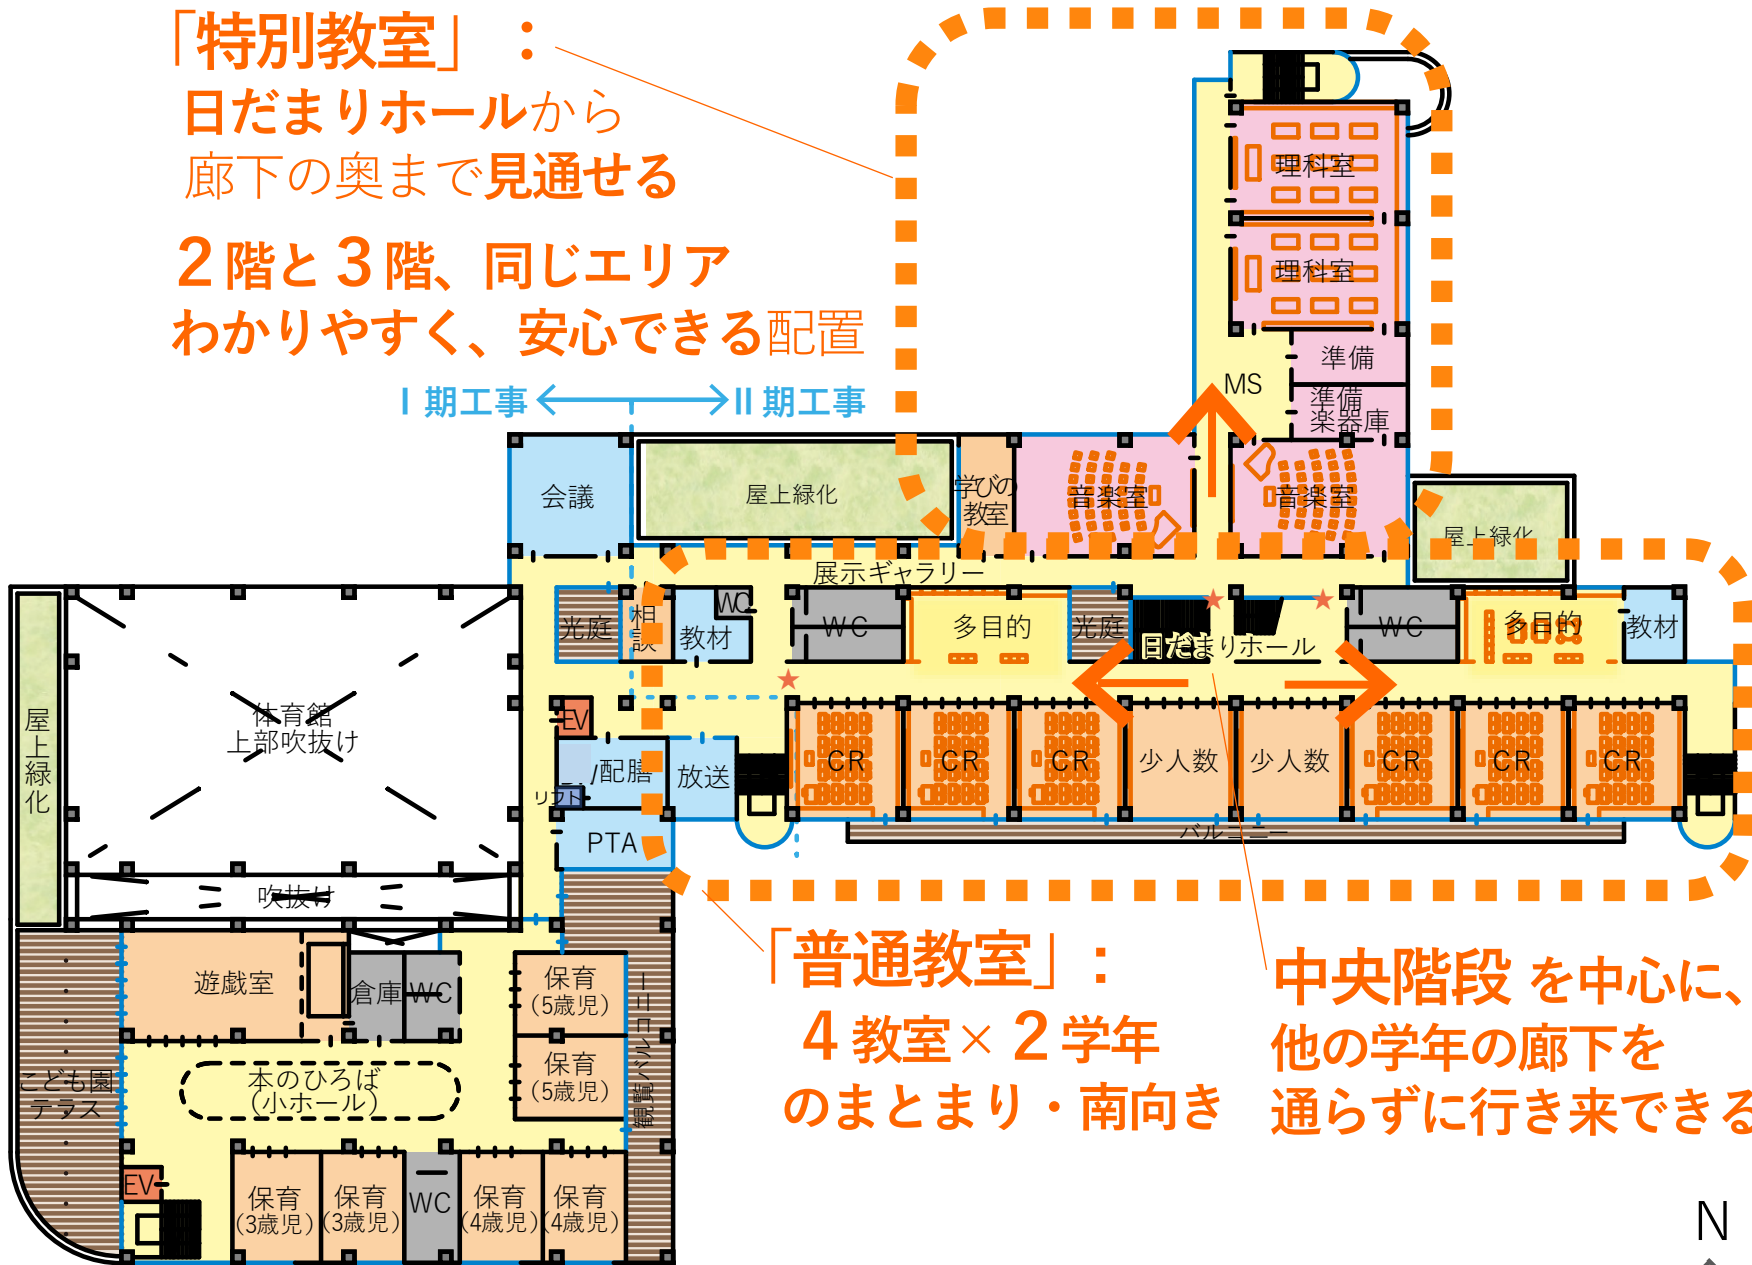 「特別教室」：
日だまりホールから
廊下の奥まで見通せる
２階と３階、同じエリア
わかりやすく、安心できる配置
Ⅰ期工事
Ⅱ期工事
理科室
理科室
準備
MS
準備
楽器庫
会議
屋上緑化
学びの
教室
音楽室
音楽室
屋上緑化
展示ギャラリー
光庭
相
談
教材
WC
WC
多目的
光庭
日だまりホール
WC
多目的
教材
屋上緑化
体育館
上部吹抜け
EV
/配膳
リフト
放送
PTA
CR
CR
CR
少人数
少人数
CR
CR
CR
バルコニー
吹抜け
「普通教室」：
４教室×２学年
のまとまり・南向き
中央階段 を中心に、
他の学年の廊下を
通らずに行き来できる
遊戯室
倉庫
WC
保育
(5歳児)
保育
(5歳児)
観覧バルコニー
こども園
テラス
本のひろば
(小ホール)
EV
保育
(3歳児)
保育
(3歳児)
WC
保育
(4歳児)
保育
(4歳児)
N